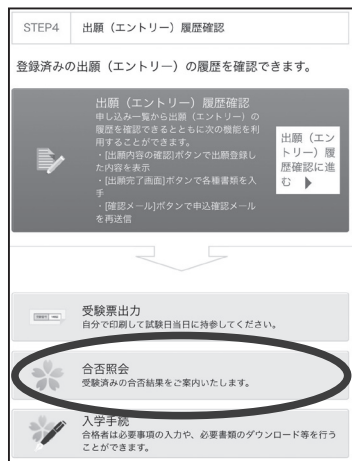 STEP4 出願（エントリー）履歴確認
登録済みの出願（エントリー）の履歴を確認できます。
出願（エントリー）履歴確認
申し込み一覧から出願（エントリー）の
履歴を確認できるとともに次の機能を利
用することができます。
・[出願内容の確認]ボタンで出願登録し
た内容を表示
・[出願完了画面]ボタンで各種書類を入
手
・[確認メール]ボタンで申込確認メール
を再送信
出願（エン
トリー）履
歴確認に進
む ▶
受験票出力
自分で印刷して試験日当日に持参してください。
合否照会
受験済みの合否結果をご案内いたします。
入学手続
合格者は必要事項の入力や、必要書類のダウンロード等を行う
ことができます。